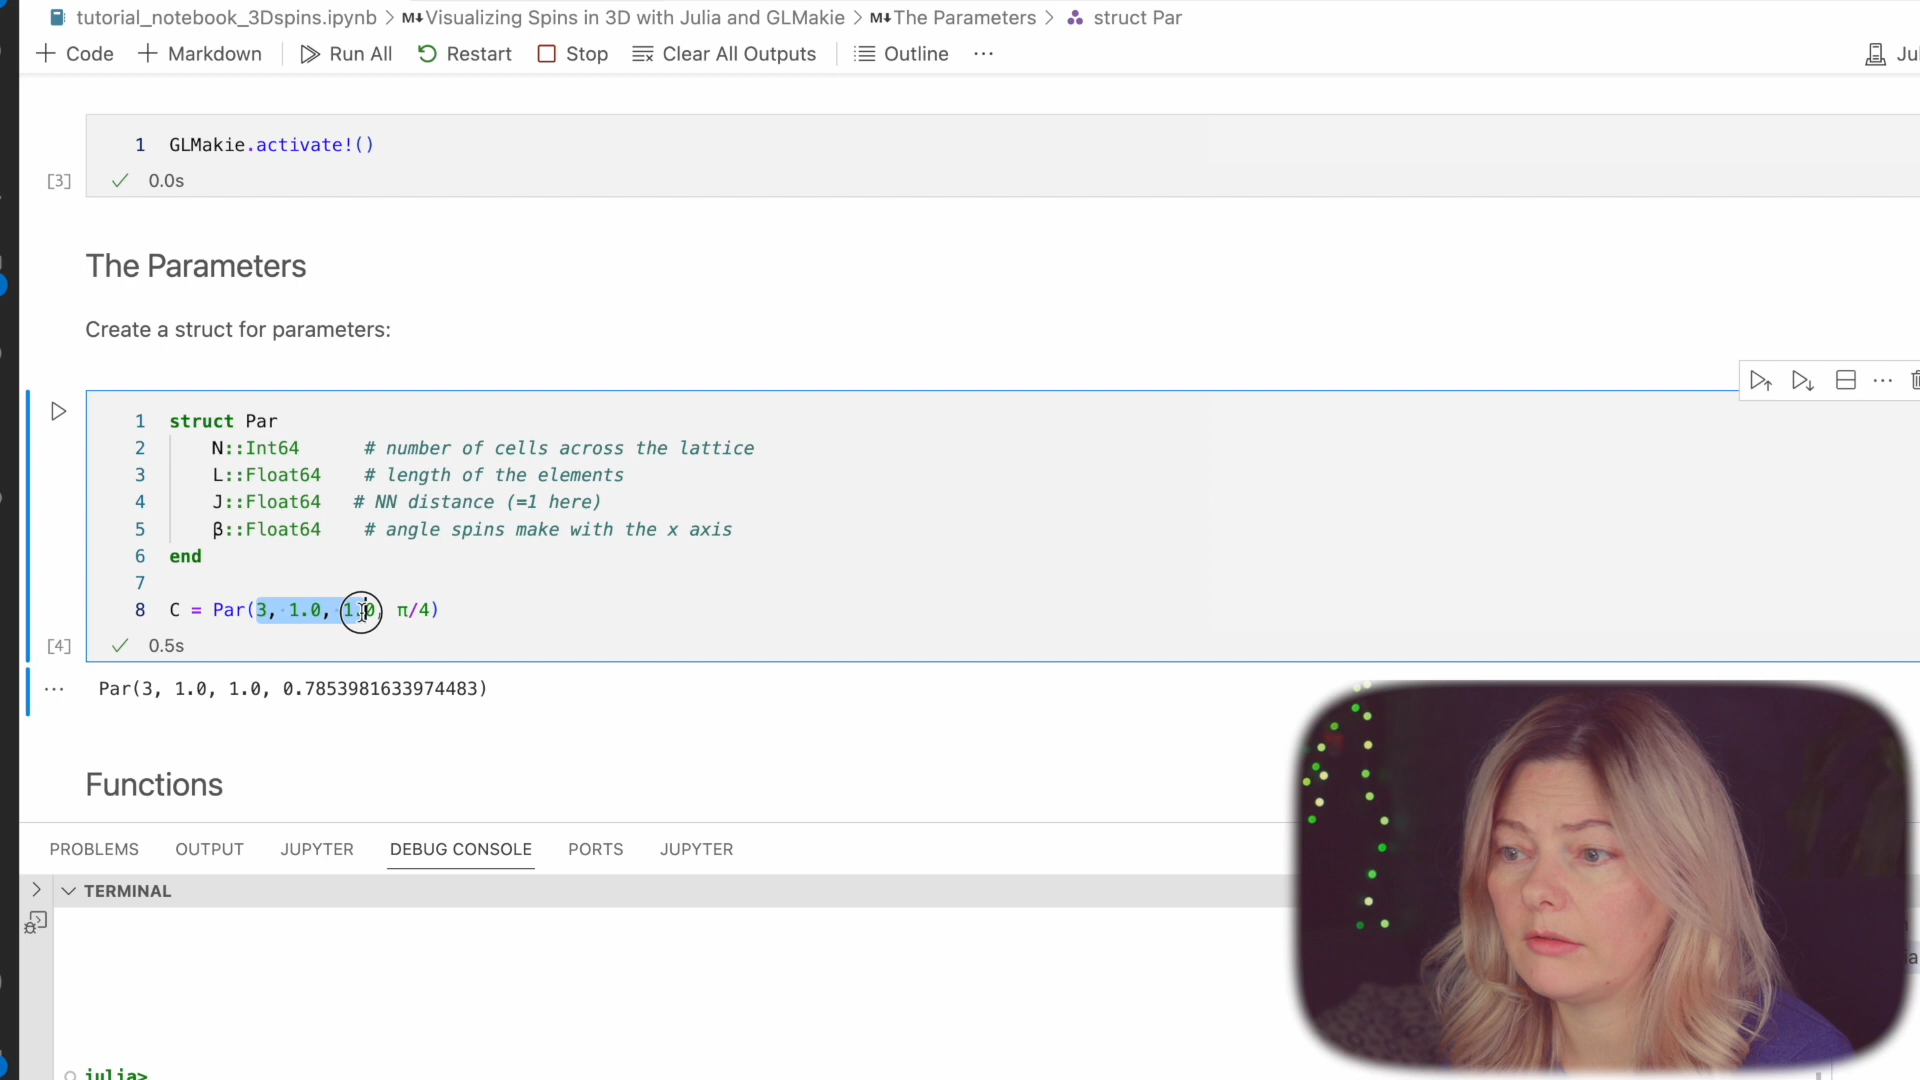 tutorial_notebook_3Dspins.ipynb > M↓Visualizing Spins in 3D with Julia and GLMakie > M↓The Parameters > struct Par
+ Code + Markdown Run All Restart Stop Clear All Outputs Outline ···
1 GLMakie.activate!()
[3] ✓ 0.0s
The Parameters
Create a struct for parameters:
1 struct Par
2 N::Int64 # number of cells across the lattice
3 L::Float64 # length of the elements
4 J::Float64 # NN distance (=1 here)
5 β::Float64 # angle spins make with the x axis
6 end
7
8 C = Par(3, 1.0, 1.0, π/4)
[4] ✓ 0.5s
··· Par(3, 1.0, 1.0, 0.7853981633974483)
Functions
PROBLEMS OUTPUT JUPYTER DEBUG CONSOLE PORTS JUPYTER
TERMINAL
julia>